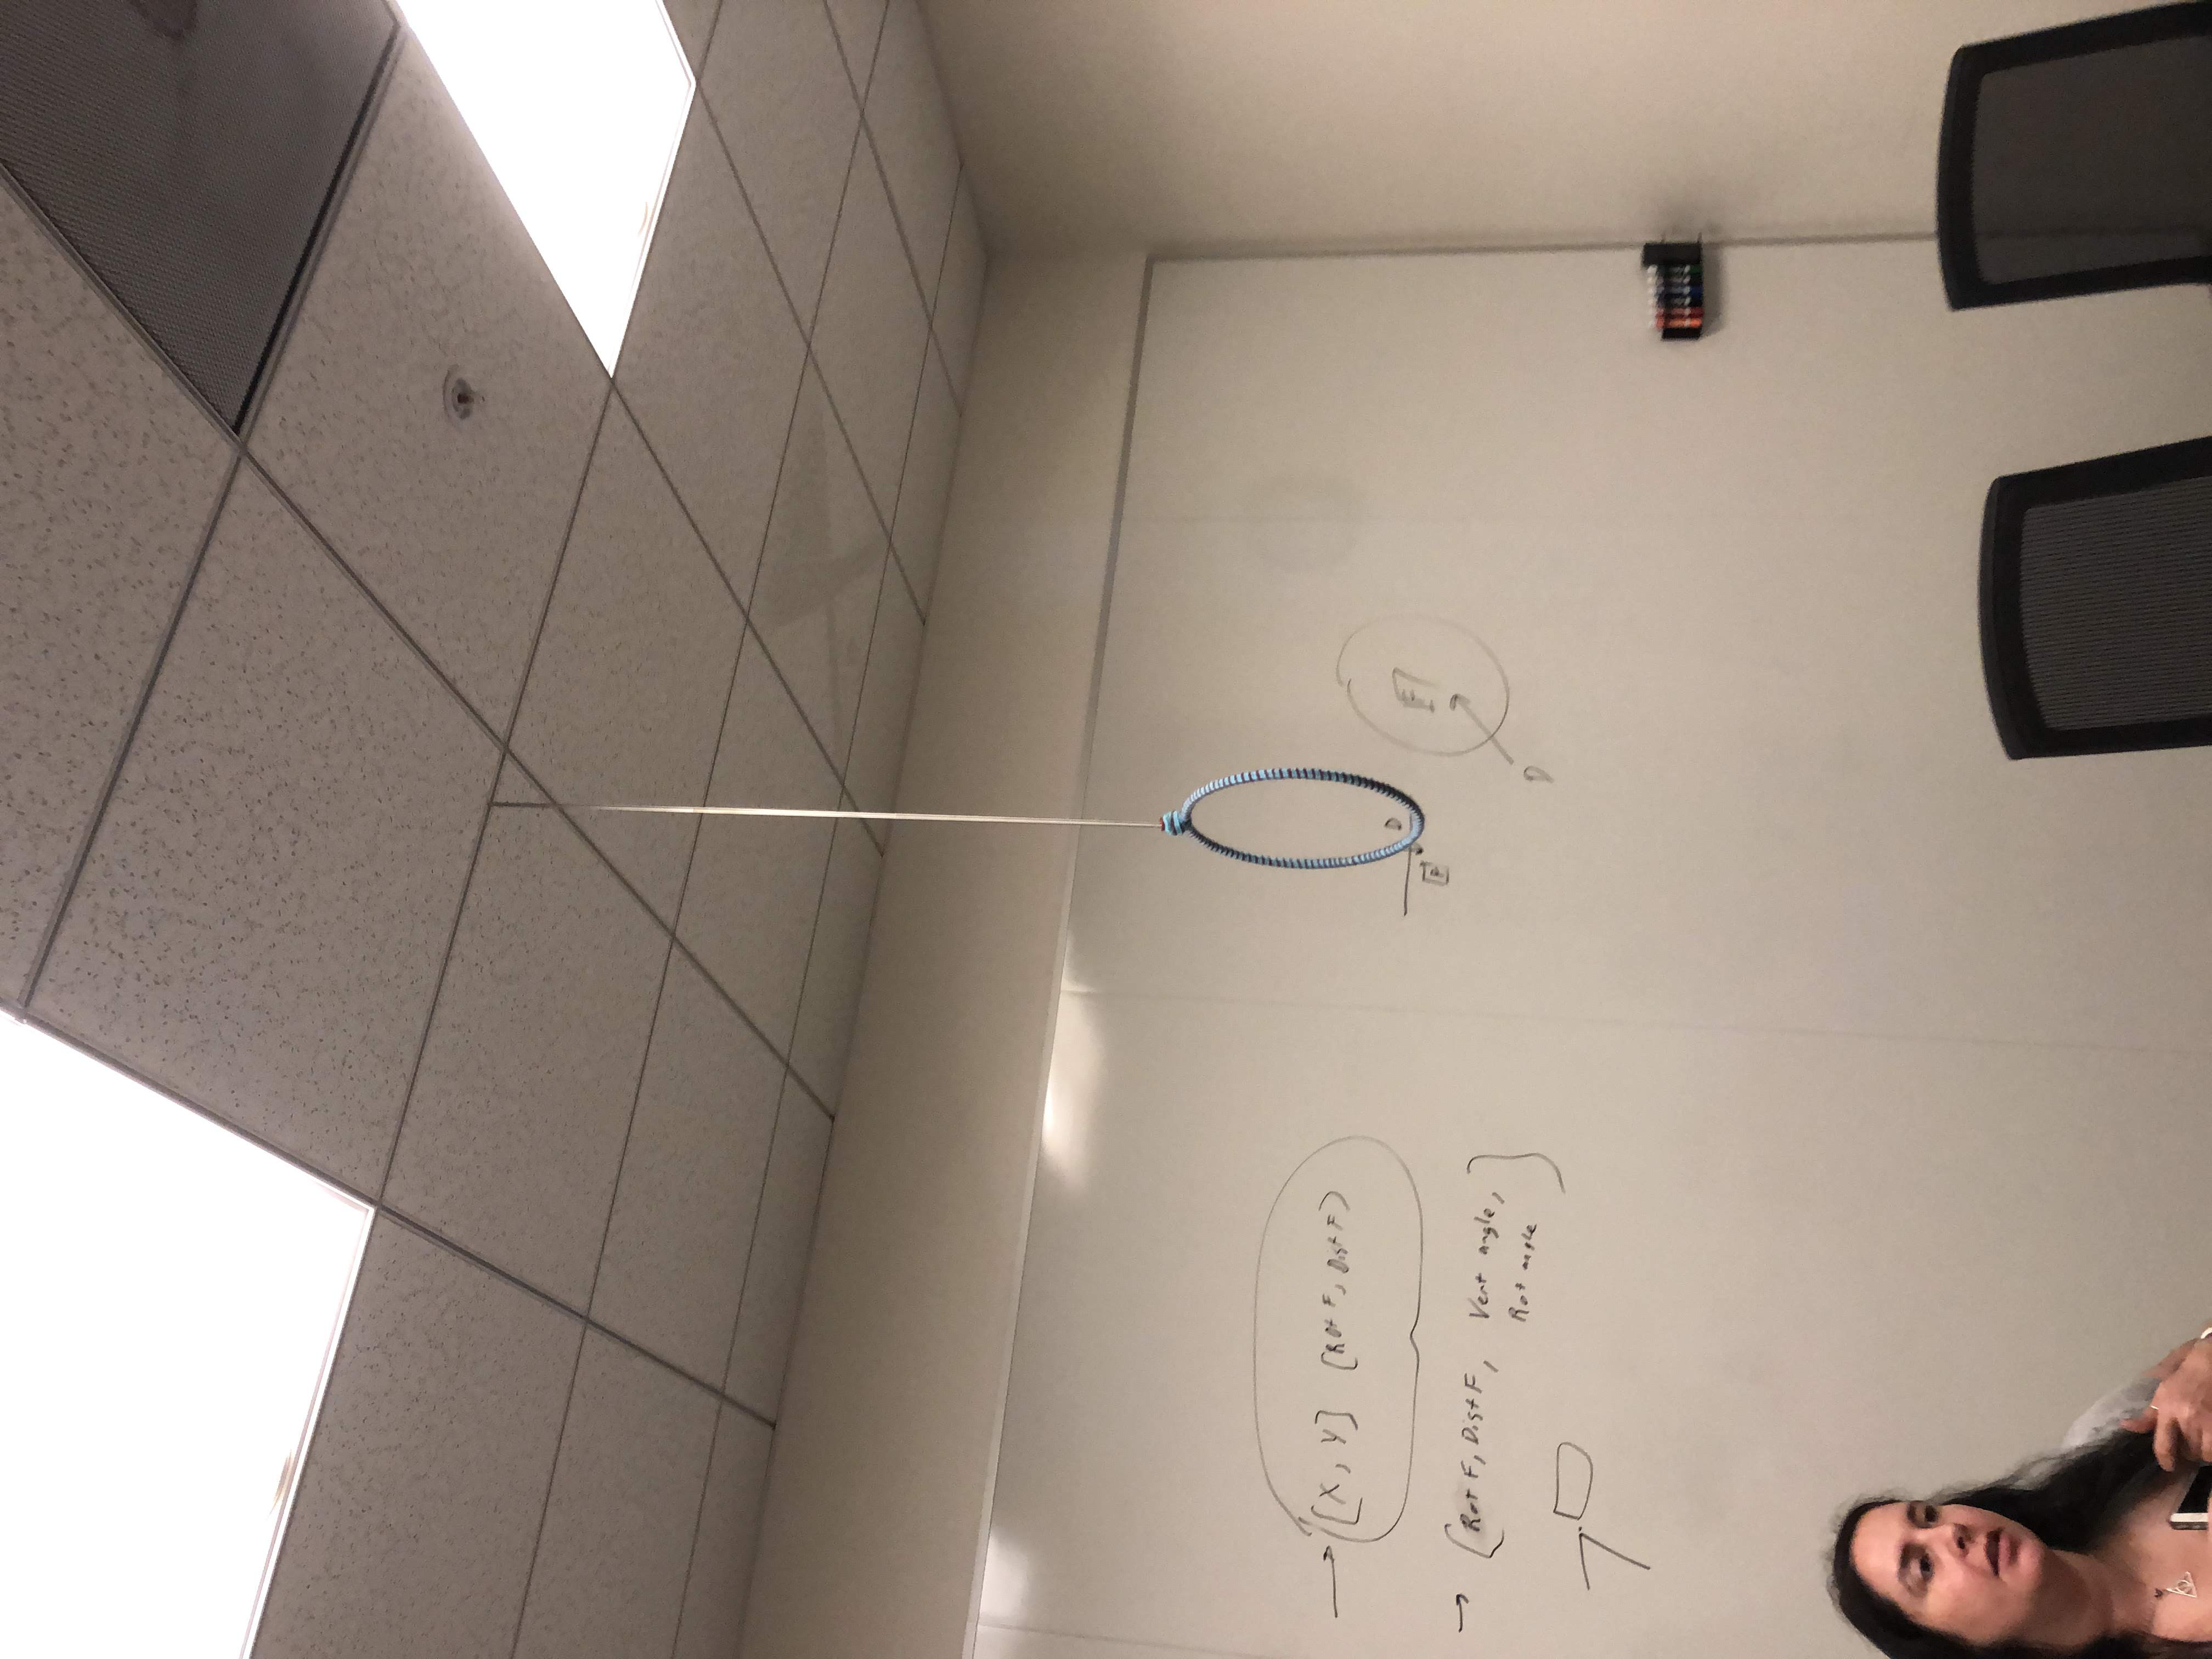 → [X, Y] [Rot F, Dist F]
→ [Rot F, Dist F, Vert angle,
Rot angle]
D
F
F
D